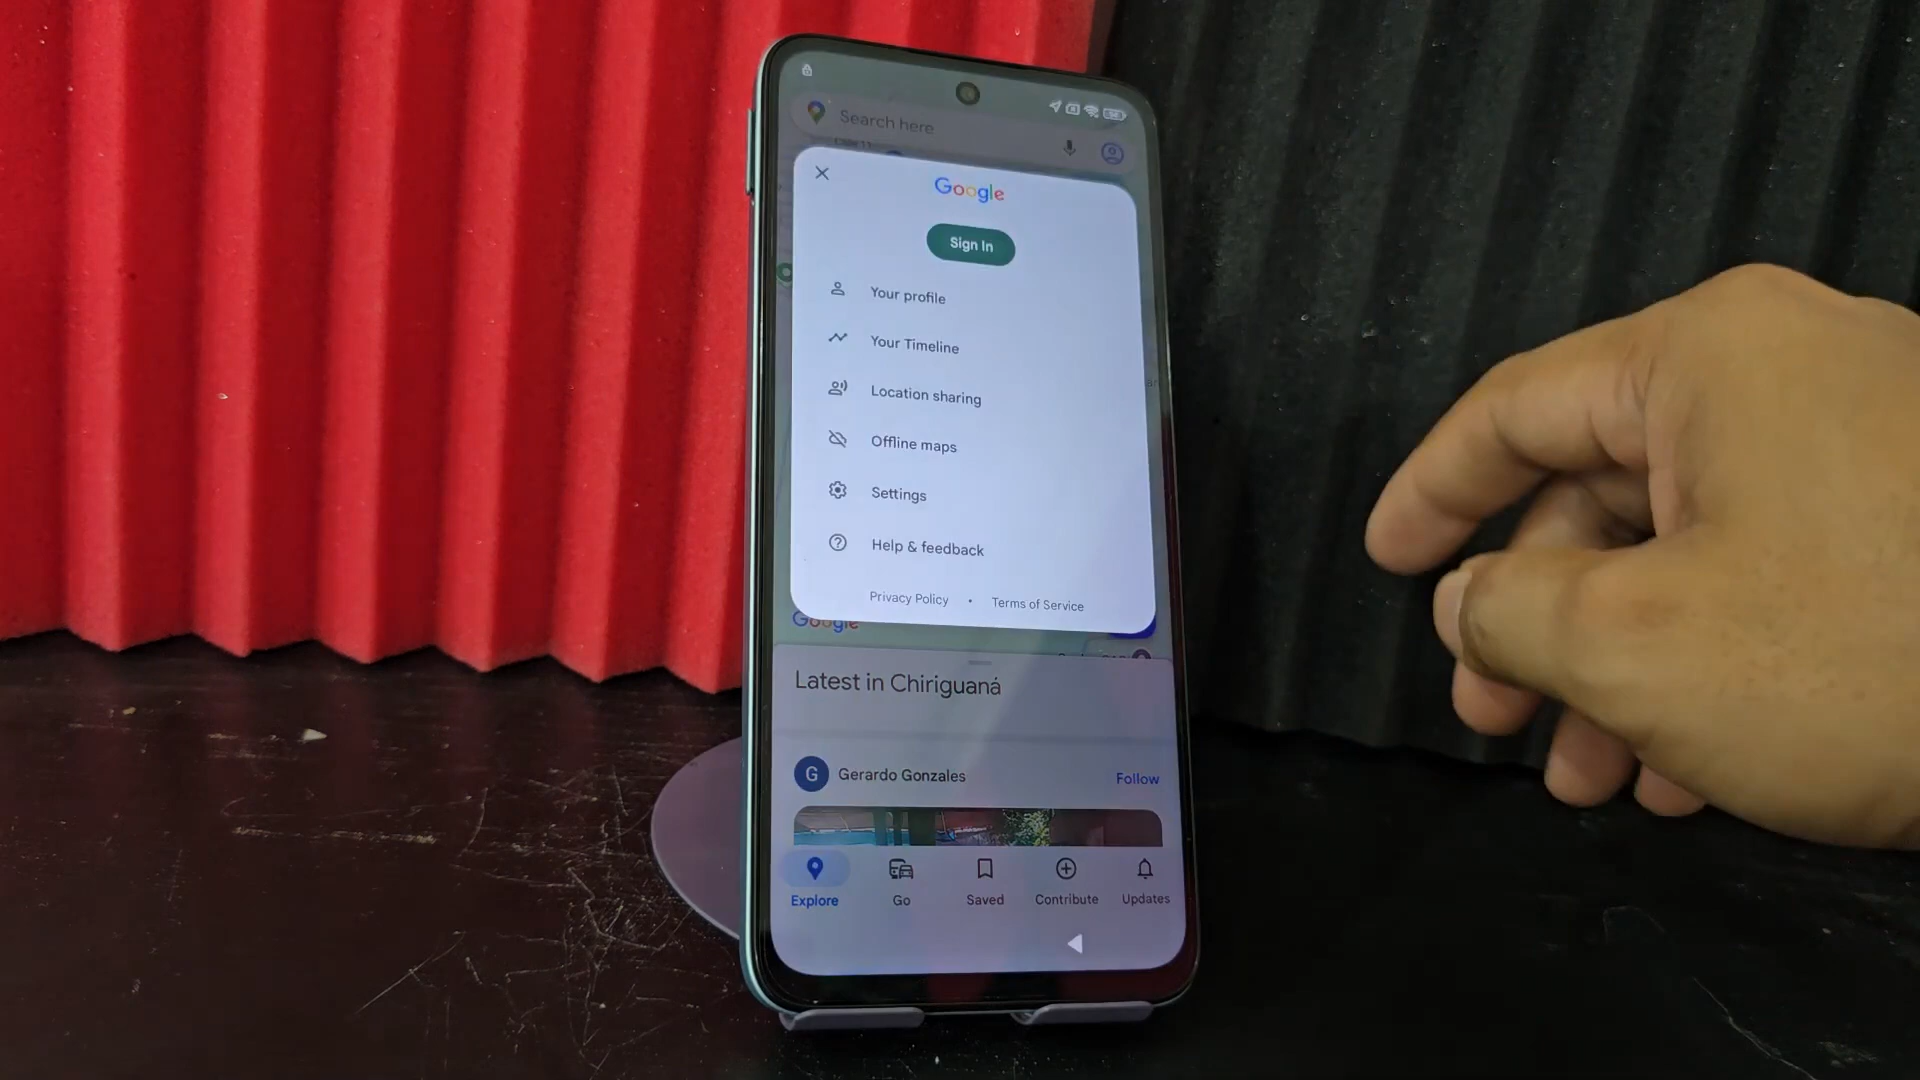 Search here
Google
Sign In
Your profile
Your Timeline
Location sharing
Offline maps
Settings
Help & feedback
Privacy Policy • Terms of Service
Google
Latest in Chiriguaná
G Gerardo Gonzales Follow
Explore Go Saved Contribute Updates